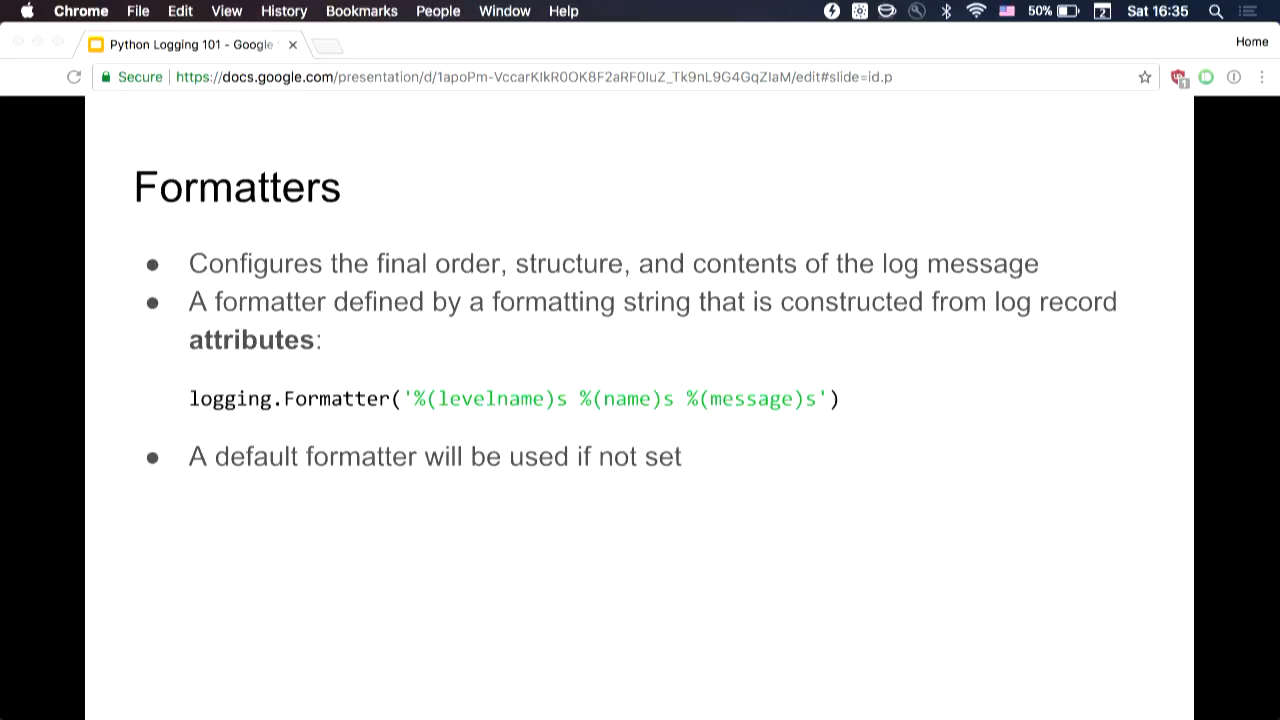 Chrome File Edit View History Bookmarks People Window Help 50% 2 Sat 16:35
Python Logging 101 - Google Home
Secure https://docs.google.com/presentation/d/1apoPm-VccarKIkR0OK8F2aRF0IuZ_Tk9nL9G4GqZIaM/edit#slide=id.p 1
Formatters
● Configures the final order, structure, and contents of the log message
● A formatter defined by a formatting string that is constructed from log record
attributes:
logging.Formatter('%(levelname)s %(name)s %(message)s')
● A default formatter will be used if not set